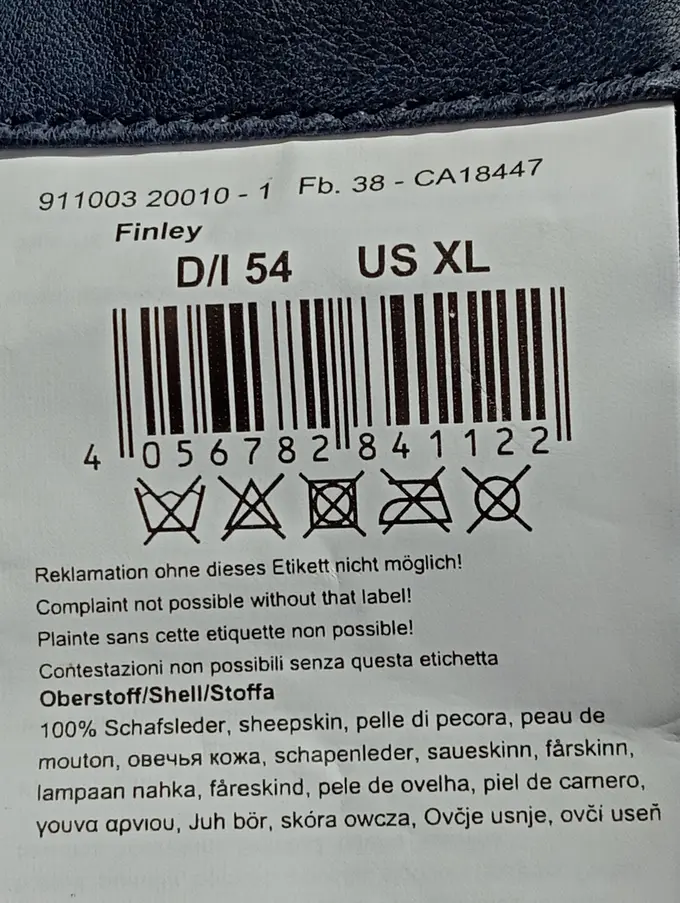 911003 20010 - 1 Fb. 38 - CA18447
Finley
D/I 54 US XL
4 056782 841122
Reklamation ohne dieses Etikett nicht möglich!
Complaint not possible without that label!
Plainte sans cette etiquette non possible!
Contestazioni non possibili senza questa etichetta
Oberstoff/Shell/Stoffa
100% Schafsleder, sheepskin, pelle di pecora, peau de
mouton, овечья кожа, schapenleder, saueskinn, fårskinn,
lampaan nahka, fåreskind, pele de ovelha, piel de carnero,
γουνα αρνιου, Juh bör, skóra owcza, Ovčje usnje, ovčí useň